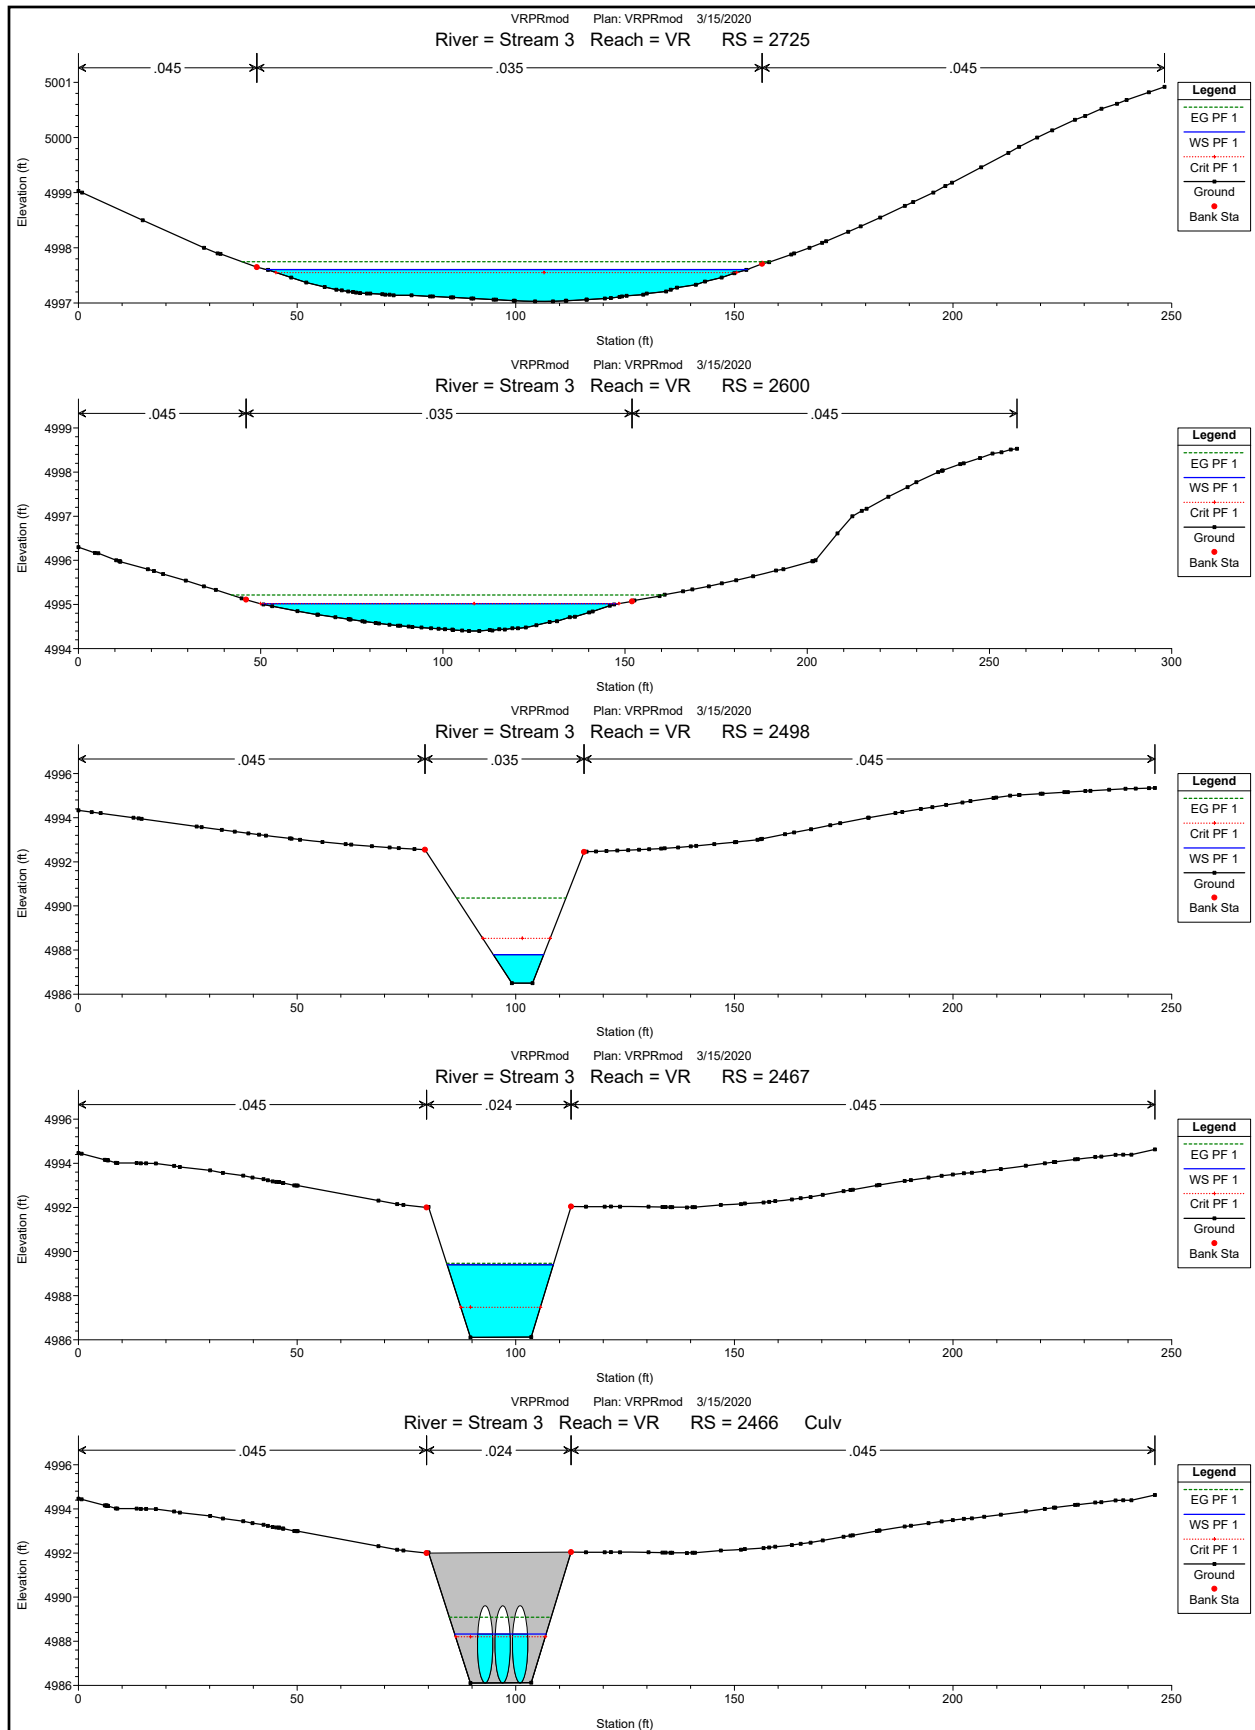 VRPRmod Plan: VRPRmod 3/15/2020
River = Stream 3 Reach = VR RS = 2725
.045 .035 .045
5001
5000
4999
4998
4997
Elevation (ft)
0 50 100 150 200 250
Station (ft)
Legend
EG PF 1
WS PF 1
Crit PF 1
Ground
Bank Sta
VRPRmod Plan: VRPRmod 3/15/2020
River = Stream 3 Reach = VR RS = 2600
.045 .035 .045
4999
4998
4997
4996
4995
4994
Elevation (ft)
0 50 100 150 200 250 300
Station (ft)
Legend
EG PF 1
WS PF 1
Crit PF 1
Ground
Bank Sta
VRPRmod Plan: VRPRmod 3/15/2020
River = Stream 3 Reach = VR RS = 2498
.045 .035 .045
4996
4994
4992
4990
4988
4986
Elevation (ft)
0 50 100 150 200 250
Station (ft)
Legend
EG PF 1
Crit PF 1
WS PF 1
Ground
Bank Sta
VRPRmod Plan: VRPRmod 3/15/2020
River = Stream 3 Reach = VR RS = 2467
.045 .024 .045
4996
4994
4992
4990
4988
4986
Elevation (ft)
0 50 100 150 200 250
Station (ft)
Legend
EG PF 1
WS PF 1
Crit PF 1
Ground
Bank Sta
VRPRmod Plan: VRPRmod 3/15/2020
River = Stream 3 Reach = VR RS = 2466 Culv
.045 .024 .045
4996
4994
4992
4990
4988
4986
Elevation (ft)
0 50 100 150 200 250
Station (ft)
Legend
EG PF 1
WS PF 1
Crit PF 1
Ground
Bank Sta